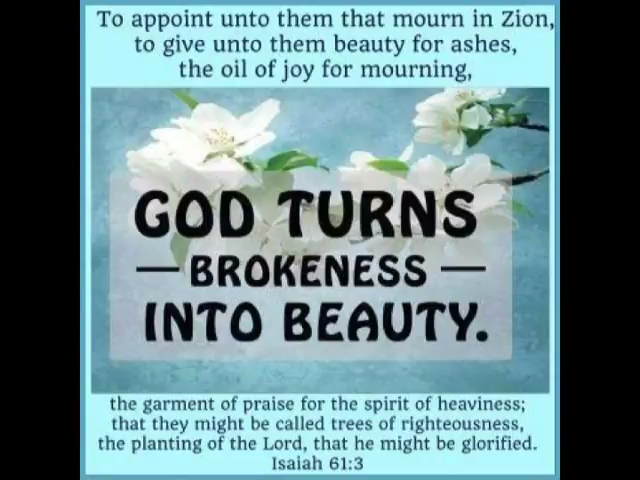 To appoint unto them that mourn in Zion,
to give unto them beauty for ashes,
the oil of joy for mourning,
GOD TURNS
— BROKENESS —
INTO BEAUTY.
the garment of praise for the spirit of heaviness;
that they might be called trees of righteousness,
the planting of the Lord, that he might be glorified.
Isaiah 61:3